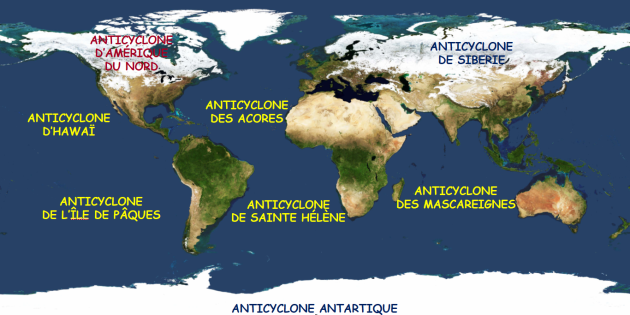 ANTICYCLONE
D'AMÉRIQUE
DU NORD
ANTICYCLONE
DE SIBERIE
ANTICYCLONE
D'HAWAÏ
ANTICYCLONE
DES ACORES
ANTICYCLONE
DE L'ÎLE DE PÂQUES
ANTICYCLONE
DE SAINTE HÉLÈNE
ANTICYCLONE
DES MASCAREIGNES
ANTICYCLONE ANTARTIQUE